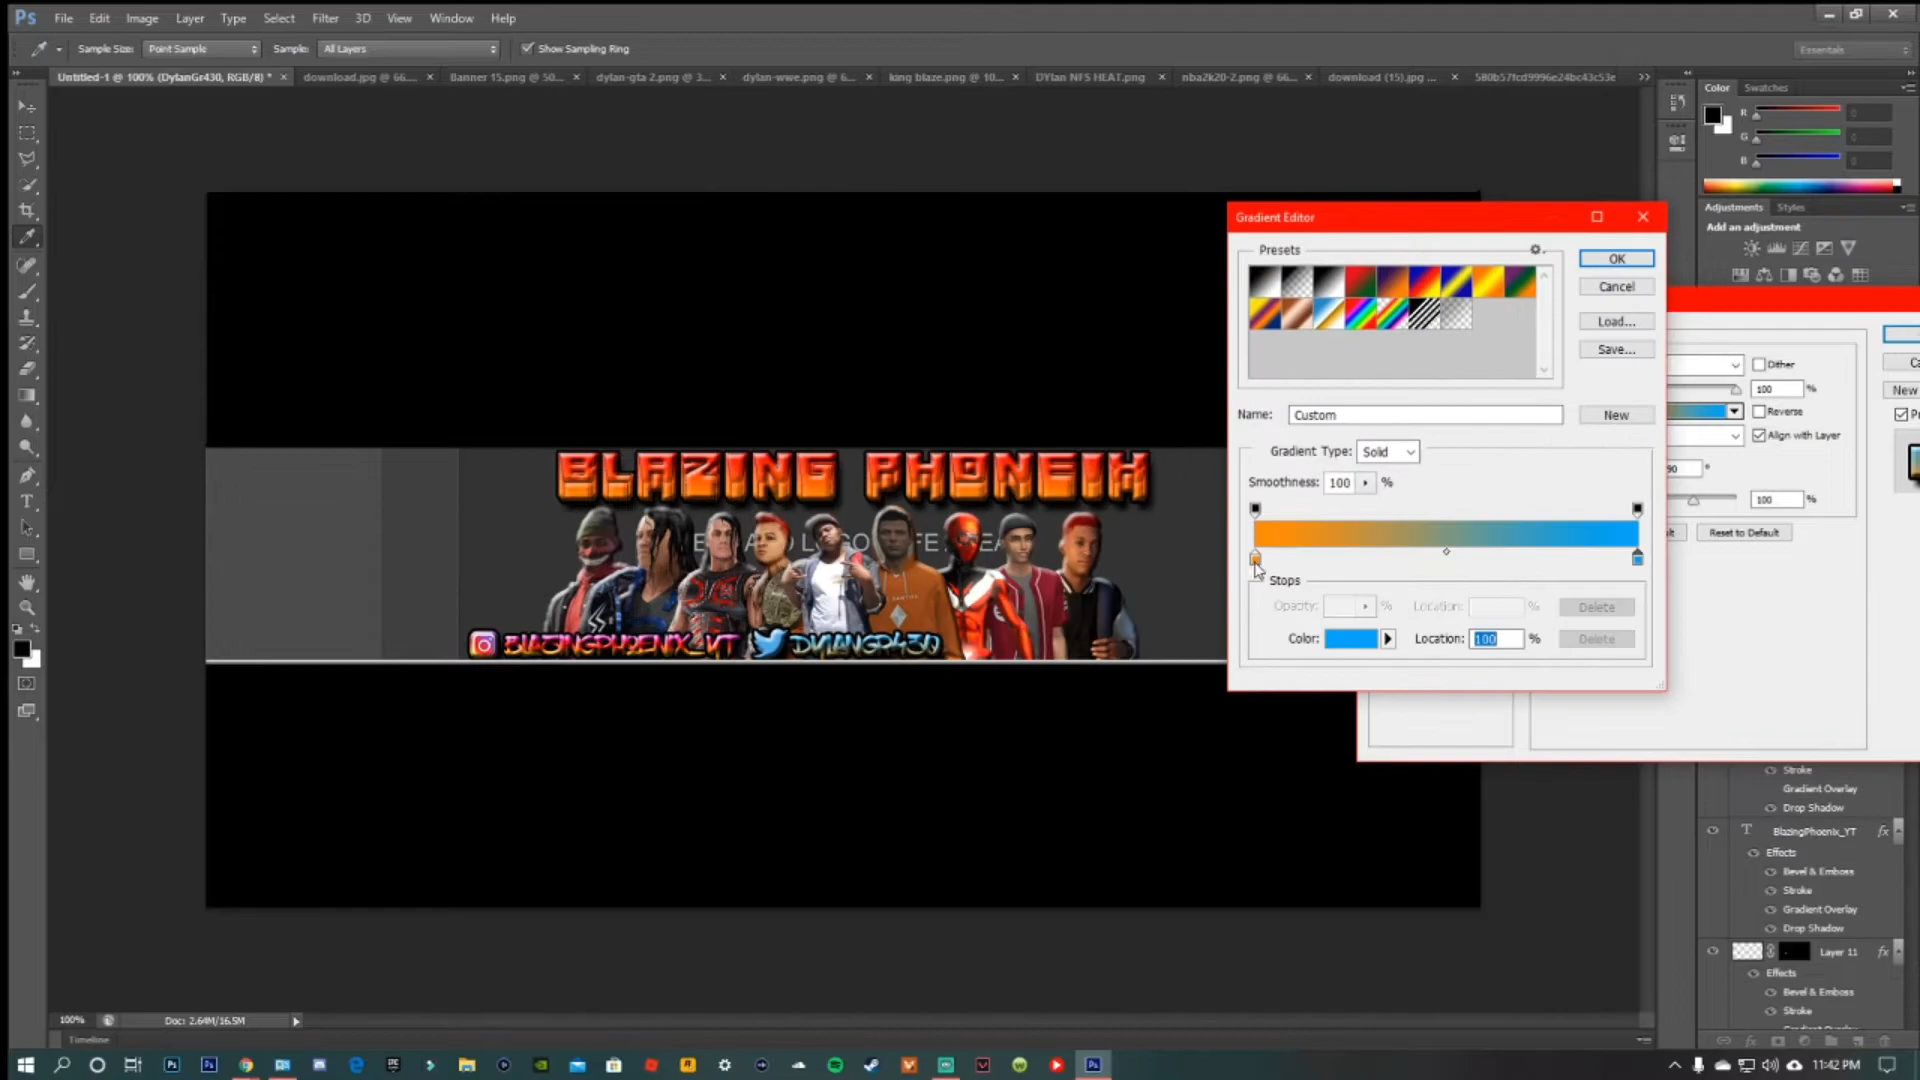 Ps File Edit Image Layer Type Select Filter 3D View Window Help
Sample Size: Point Sample Sample: All Layers Show Sampling Ring Essentials
Untitled-1 @ 100% (DylanGr430, RGB/8) * × download.jpg @ 66.... × Banner 15.png @ 50... × dylan-gta 2.png @ 3... × dylan-wwe.png @ 6... × king blaze.png @ 10... × DYlan NFS HEAT.png × nba2k20-2.png @ 66... × download (15).jpg ... × 580b57fcd9996e24bc43c53e
Color Swatches
R 0
G 0
B 0
Adjustments Styles
Add an adjustment
Gradient Editor
Presets
OK
Cancel
Load...
Save...
Name: Custom New
Gradient Type: Solid
Smoothness: 100 %
Stops
Opacity: % Location: % Delete
Color: Location: 100 % Delete
Dither
100 %
Reverse
New
Align with Layer
90 °
100 %
Reset to Default
BLAZING PHONEIX
BLAZINGPHOENIX_YT DYLANGR430
Stroke
Gradient Overlay
Drop Shadow
T BlazingPhoenix_YT fx
Effects
Bevel & Emboss
Stroke
Gradient Overlay
Drop Shadow
Layer 11 fx
Effects
Bevel & Emboss
Stroke
Gradient Overlay
100% Doc: 2.64M/16.5M
Timeline
11:42 PM